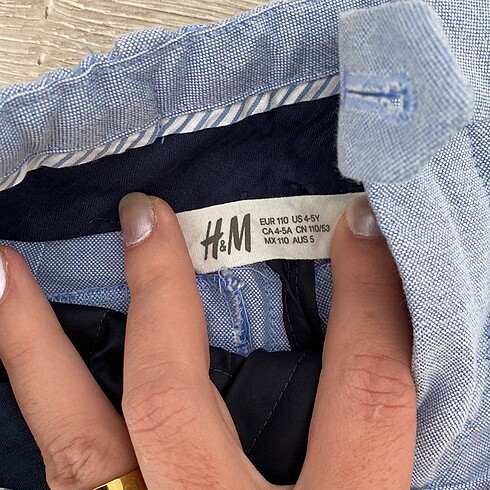 H&M
EUR 110 US 4-5Y
CA 4-5A CN 110/53
MX 110 AUS 5